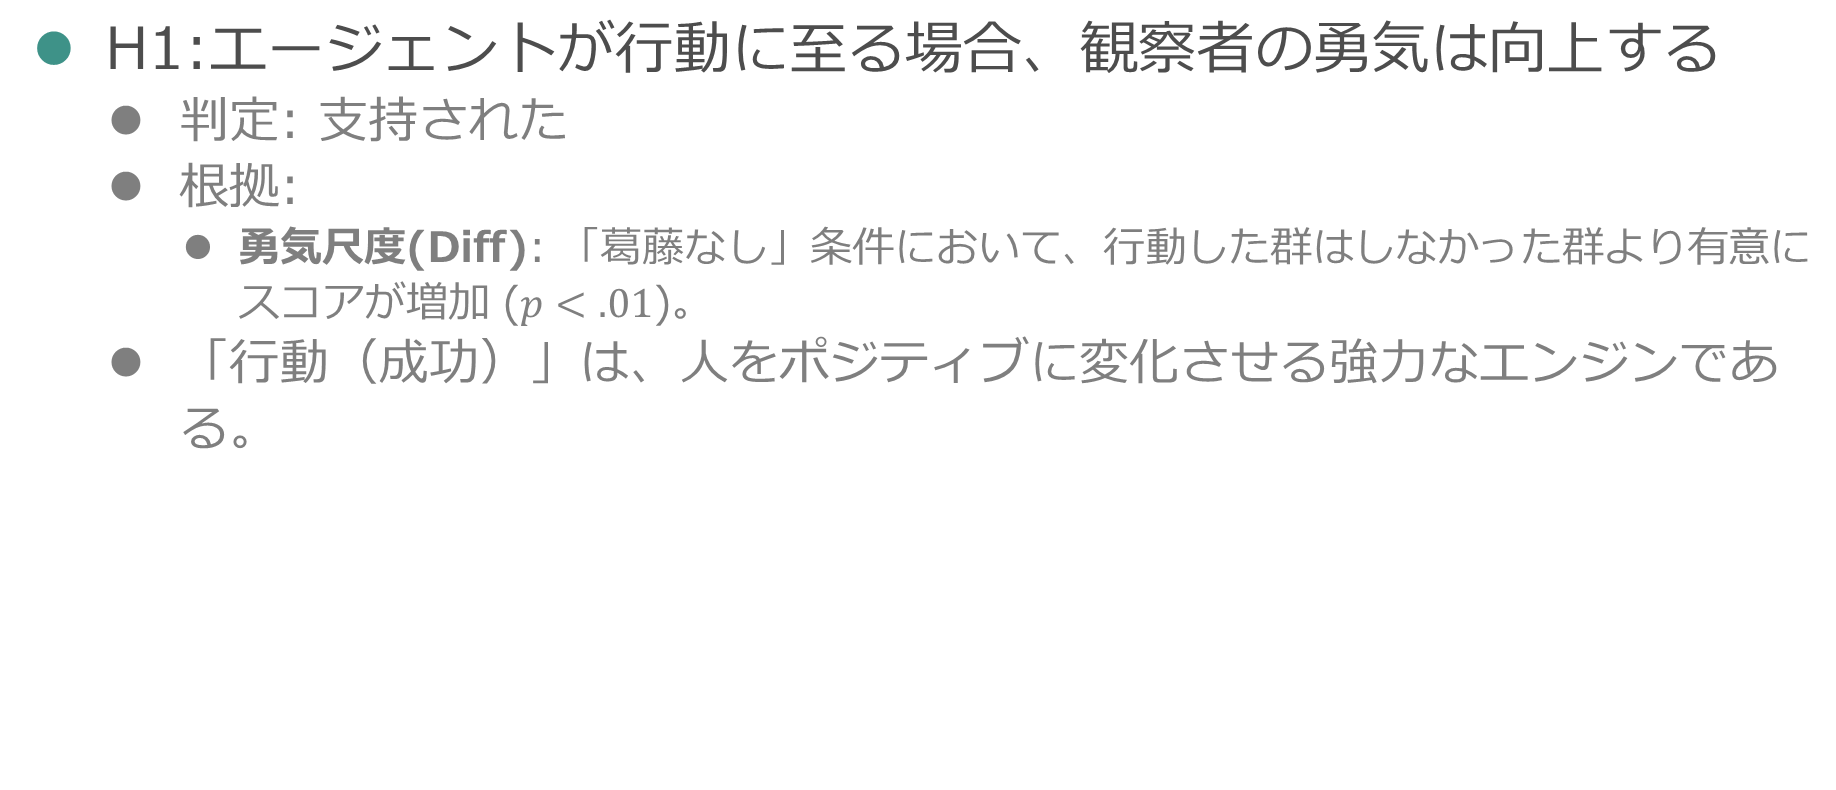 ● H1:エージェントが行動に至る場合、観察者の勇気は向上する
● 判定: 支持された
● 根拠:
● 勇気尺度(Diff): 「葛藤なし」条件において、行動した群はしなかった群より有意に
スコアが増加 (p < .01)。
● 「行動（成功）」は、人をポジティブに変化させる強力なエンジンであ
る。